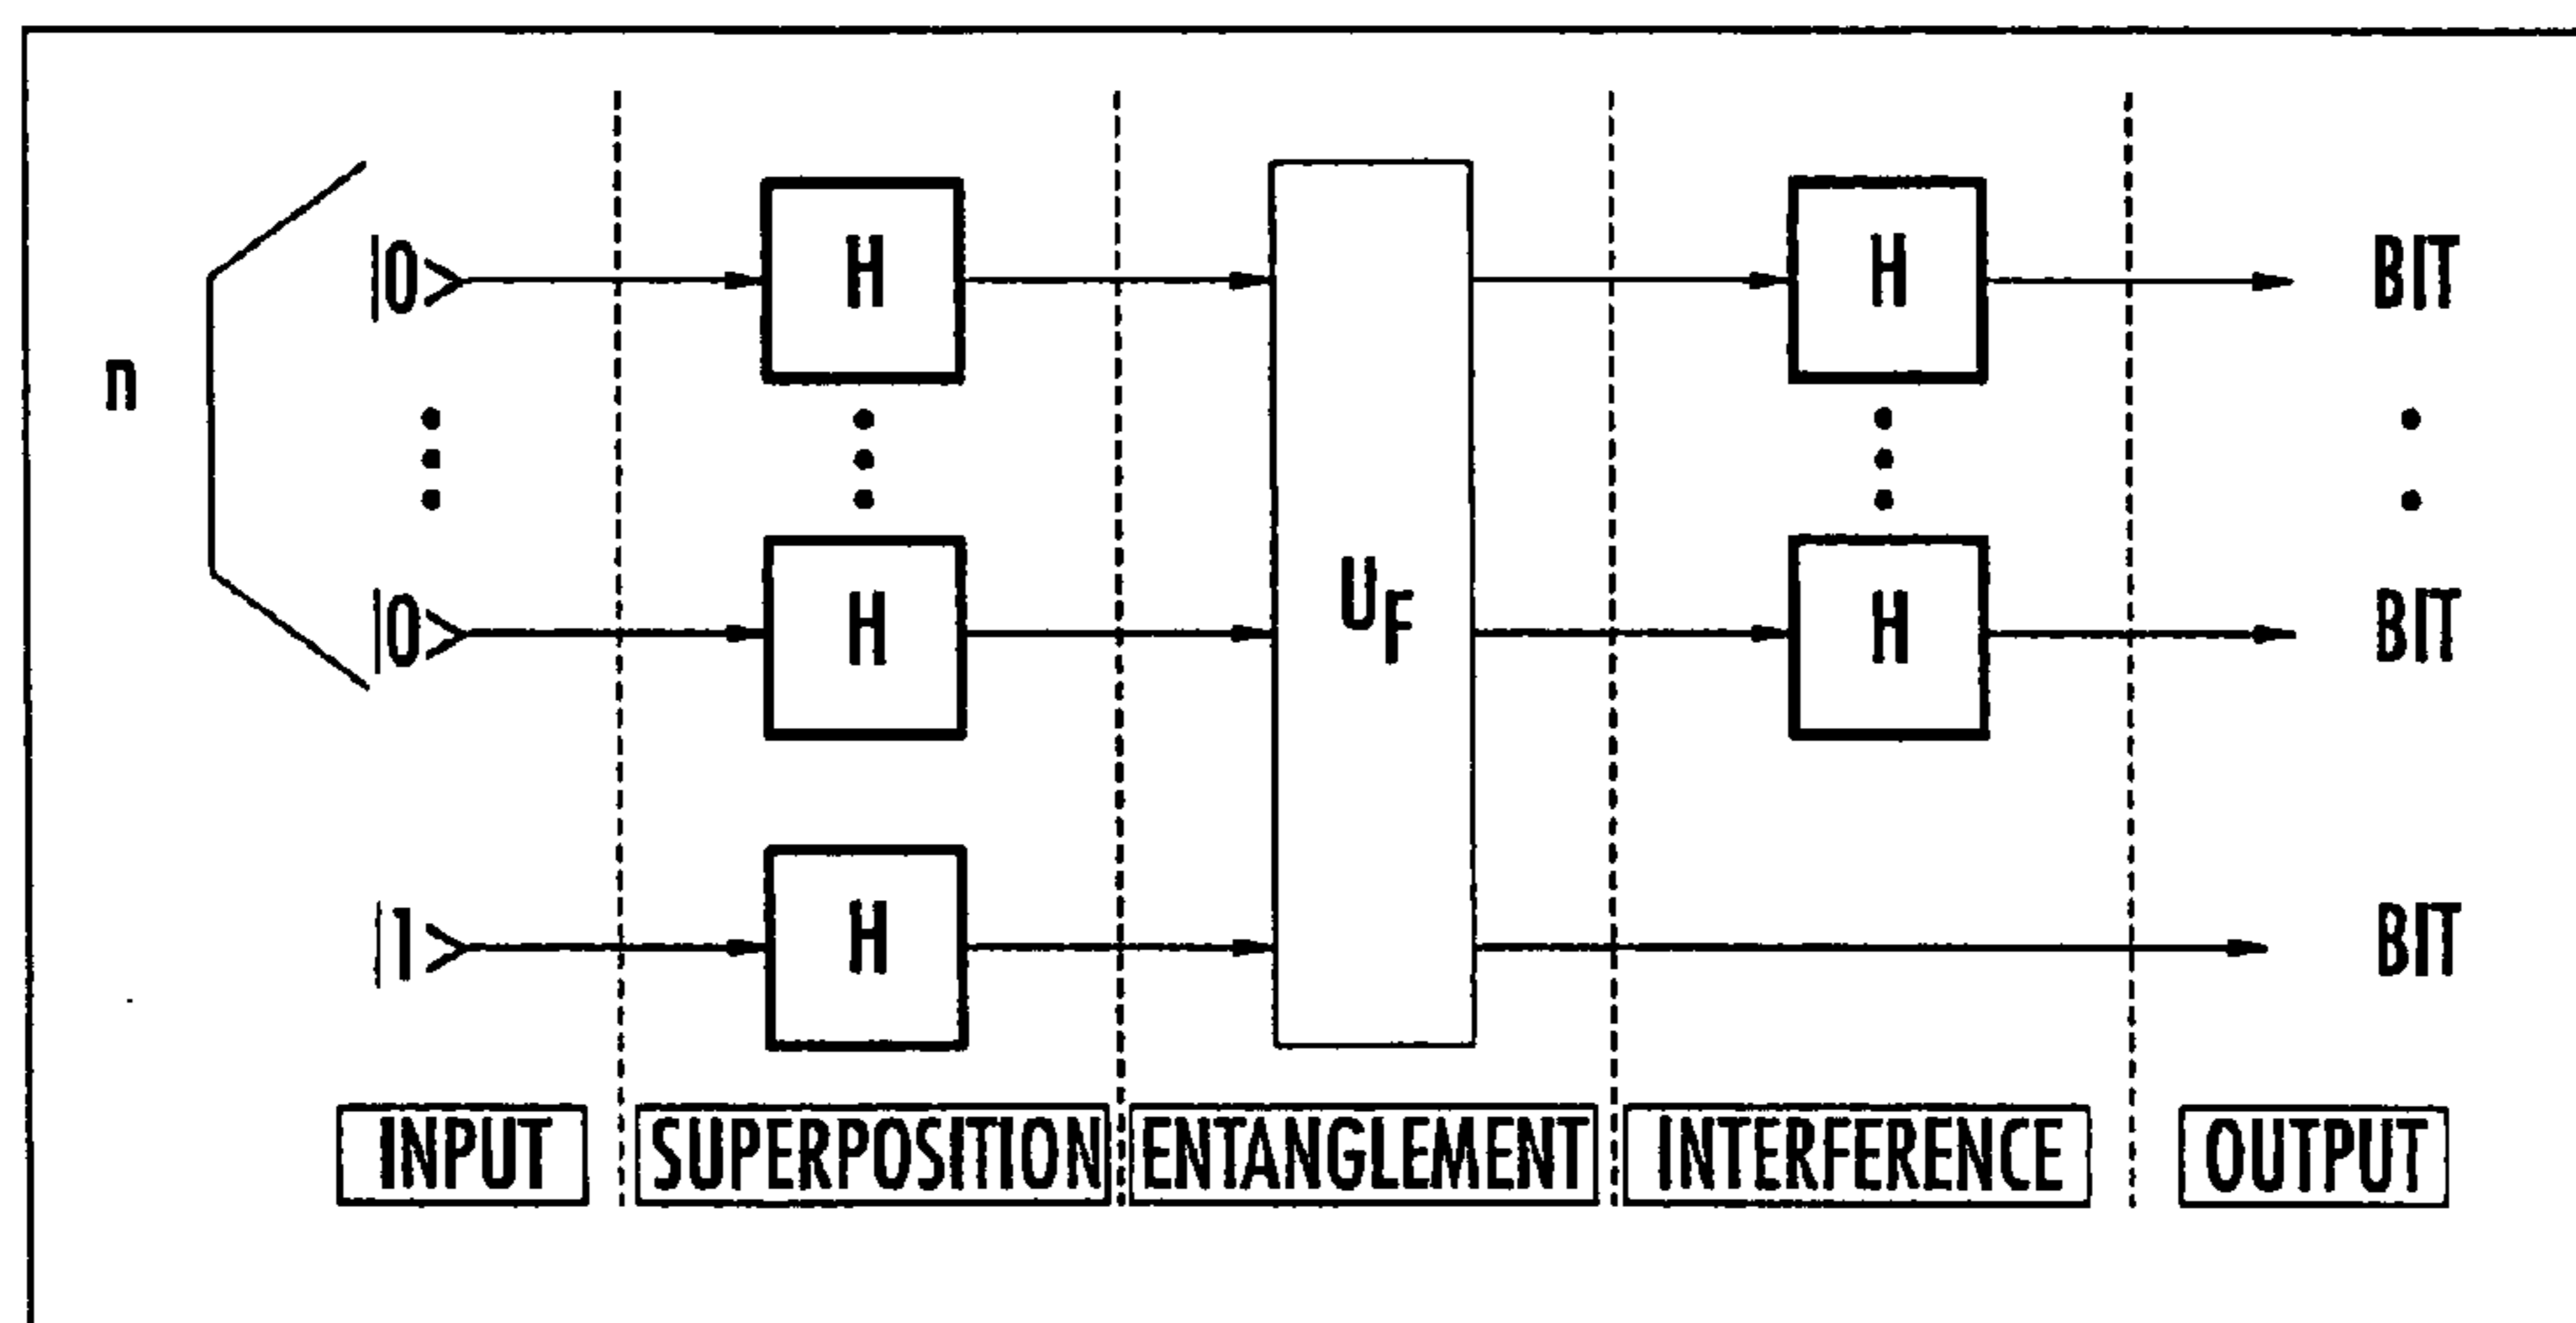 |0> H H BIT
n
|0> H U_F H BIT
|1> H BIT
INPUT SUPERPOSITION ENTANGLEMENT INTERFERENCE OUTPUT